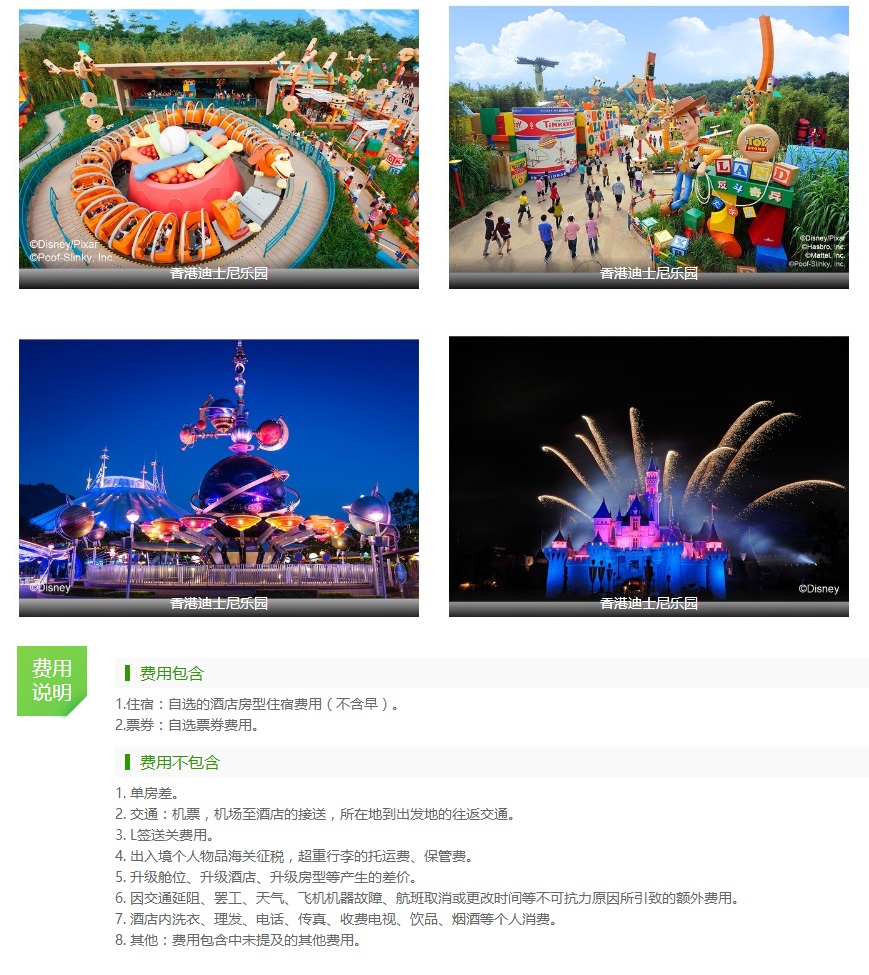 ©Disney/Pixar
©Poof-Slinky, Inc.
香港迪士尼乐园
TINKERTOY
TOY
STORY
LAND
反斗奇兵
©Disney/Pixar
©Hasbro, Inc.
©Mattel, Inc.
©Poof-Slinky, Inc.
香港迪士尼乐园
©Disney
香港迪士尼乐园
©Disney
香港迪士尼乐园
费用
说明
费用包含
1.住宿：自选的酒店房型住宿费用（不含早）。
2.票券：自选票券费用。
费用不包含
1. 单房差。
2. 交通：机票，机场至酒店的接送，所在地到出发地的往返交通。
3. L签送关费用。
4. 出入境个人物品海关征税，超重行李的托运费、保管费。
5. 升级舱位、升级酒店、升级房型等产生的差价。
6. 因交通延阻、罢工、天气、飞机机器故障、航班取消或更改时间等不可抗力原因所引致的额外费用。
7. 酒店内洗衣、理发、电话、传真、收费电视、饮品、烟酒等个人消费。
8. 其他：费用包含中未提及的其他费用。